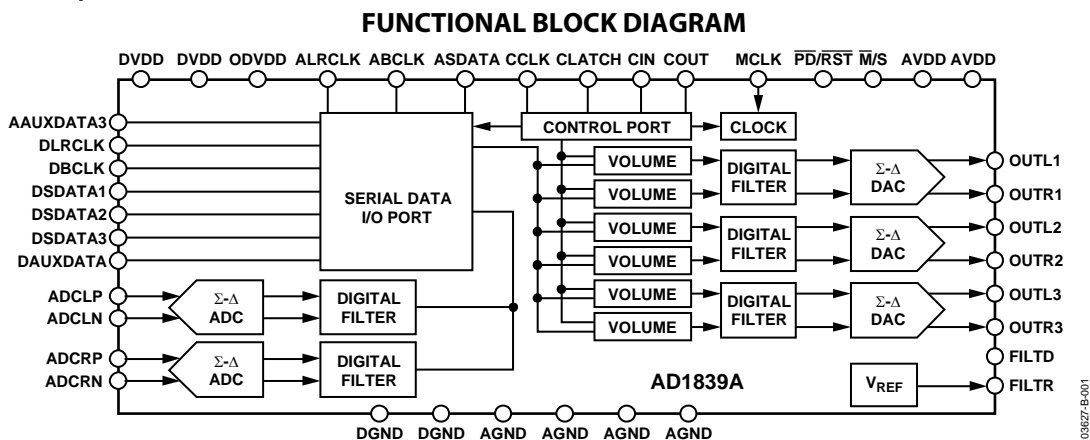 FUNCTIONAL BLOCK DIAGRAM
DVDD DVDD ODVDD ALRCLK ABCLK ASDATA CCLK CLATCH CIN COUT MCLK PD/RST M/S AVDD AVDD
AAUXDATA3
DLRCLK
DBCLK
DSDATA1
DSDATA2
DSDATA3
DAUXDATA
ADCLP
ADCLN
ADCRP
ADCRN
SERIAL DATA
I/O PORT
Σ-Δ
ADC
DIGITAL
FILTER
Σ-Δ
ADC
DIGITAL
FILTER
CONTROL PORT
CLOCK
VOLUME
VOLUME
VOLUME
VOLUME
VOLUME
VOLUME
DIGITAL
FILTER
DIGITAL
FILTER
DIGITAL
FILTER
Σ-Δ
DAC
Σ-Δ
DAC
Σ-Δ
DAC
OUTL1
OUTR1
OUTL2
OUTR2
OUTL3
OUTR3
FILTD
FILTR
AD1839A
VREF
DGND DGND AGND AGND AGND AGND
03627-B-001